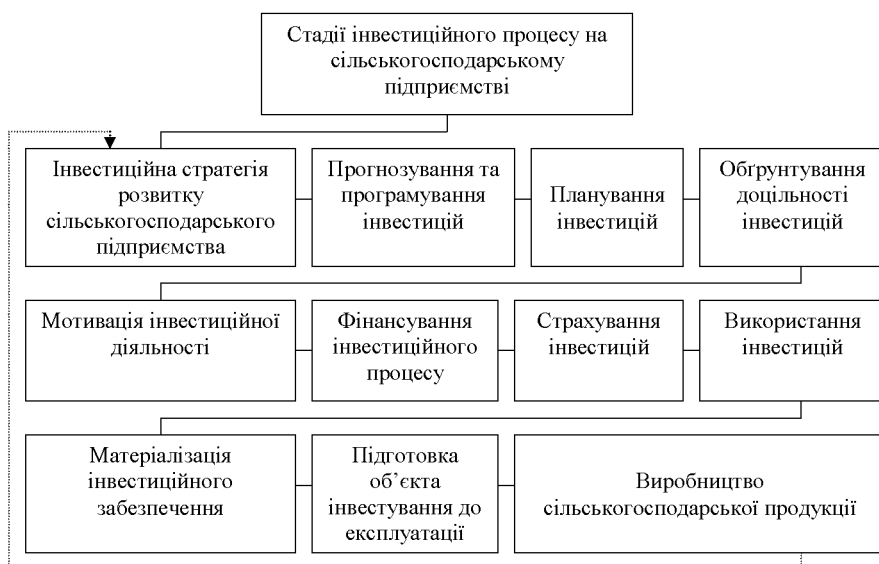 Стадії інвестиційного процесу на
сільськогосподарському
підприємстві
Інвестиційна стратегія
розвитку
сільськогосподарського
підприємства
Прогнозування та
програмування
інвестицій
Планування
інвестицій
Обґрунтування
доцільності
інвестицій
Мотивація інвестиційної
діяльності
Фінансування
інвестиційного
процесу
Страхування
інвестицій
Використання
інвестицій
Матеріалізація
інвестиційного
забезпечення
Підготовка
об’єкта
інвестування до
експлуатації
Виробництво
сільськогосподарської продукції